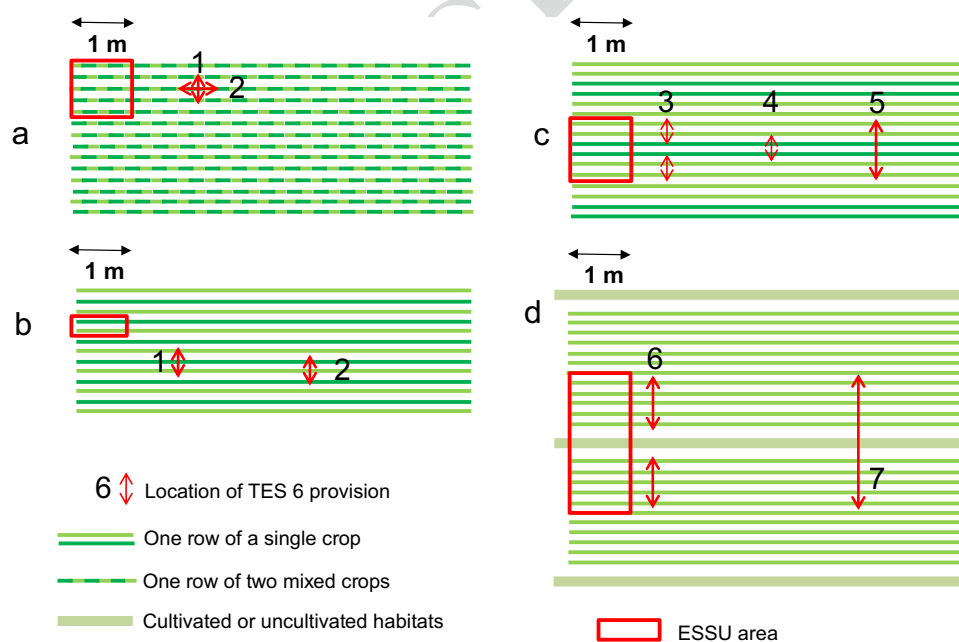 1 m
1
2
a
1 m
3
4
5
c
1 m
b
1
2
1 m
d
6
7
6 Location of TES 6 provision
One row of a single crop
One row of two mixed crops
Cultivated or uncultivated habitats
ESSU area